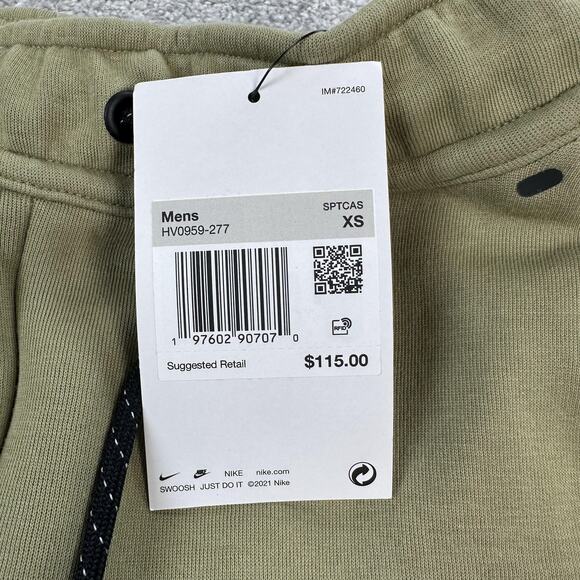 IM#722460
Mens SPTCAS
HV0959-277 XS
RFID
1 97602 90707 0
Suggested Retail $115.00
NIKE nike.com
SWOOSH JUST DO IT ©2021 Nike